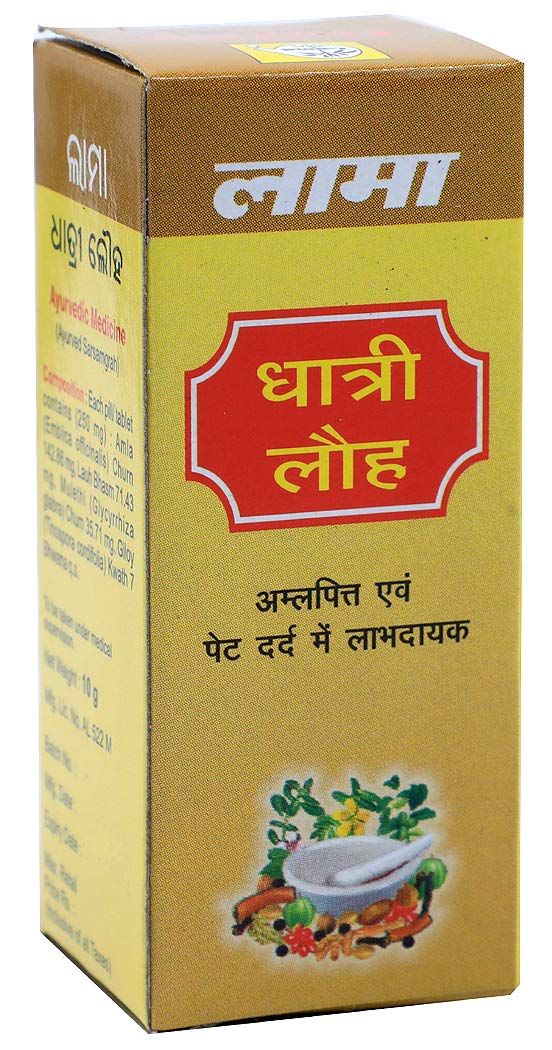 लामा
धात्री
लौह
अम्लपित्त एवं
पेट दर्द में लाभदायक
ଲାମା
ଧାତ୍ରୀ ଲୌହ
Ayurvedic Medicine
(Ayurved Sarsamgrah)
Composition : Each pill/ tablet
contains (250 mg) : Amla
(Emblica officinalis) Churn
142.86 mg, Lauh Bhasm 71.43
mg. Mulethi (Glycyrrhiza
glabra) Churn 35.71 mg. Giloy
(Tinospora cordifolia) Kwath 7
Bhwana q.s.
To be taken under medical
supervision.
Net Weight : 10 g
Mfg. Lic. No. AL 522 M
Batch No. :
Mfg. Date :
Expiry Date :
Max. Retail
Price Rs. :
(Inclusive of all Taxes)